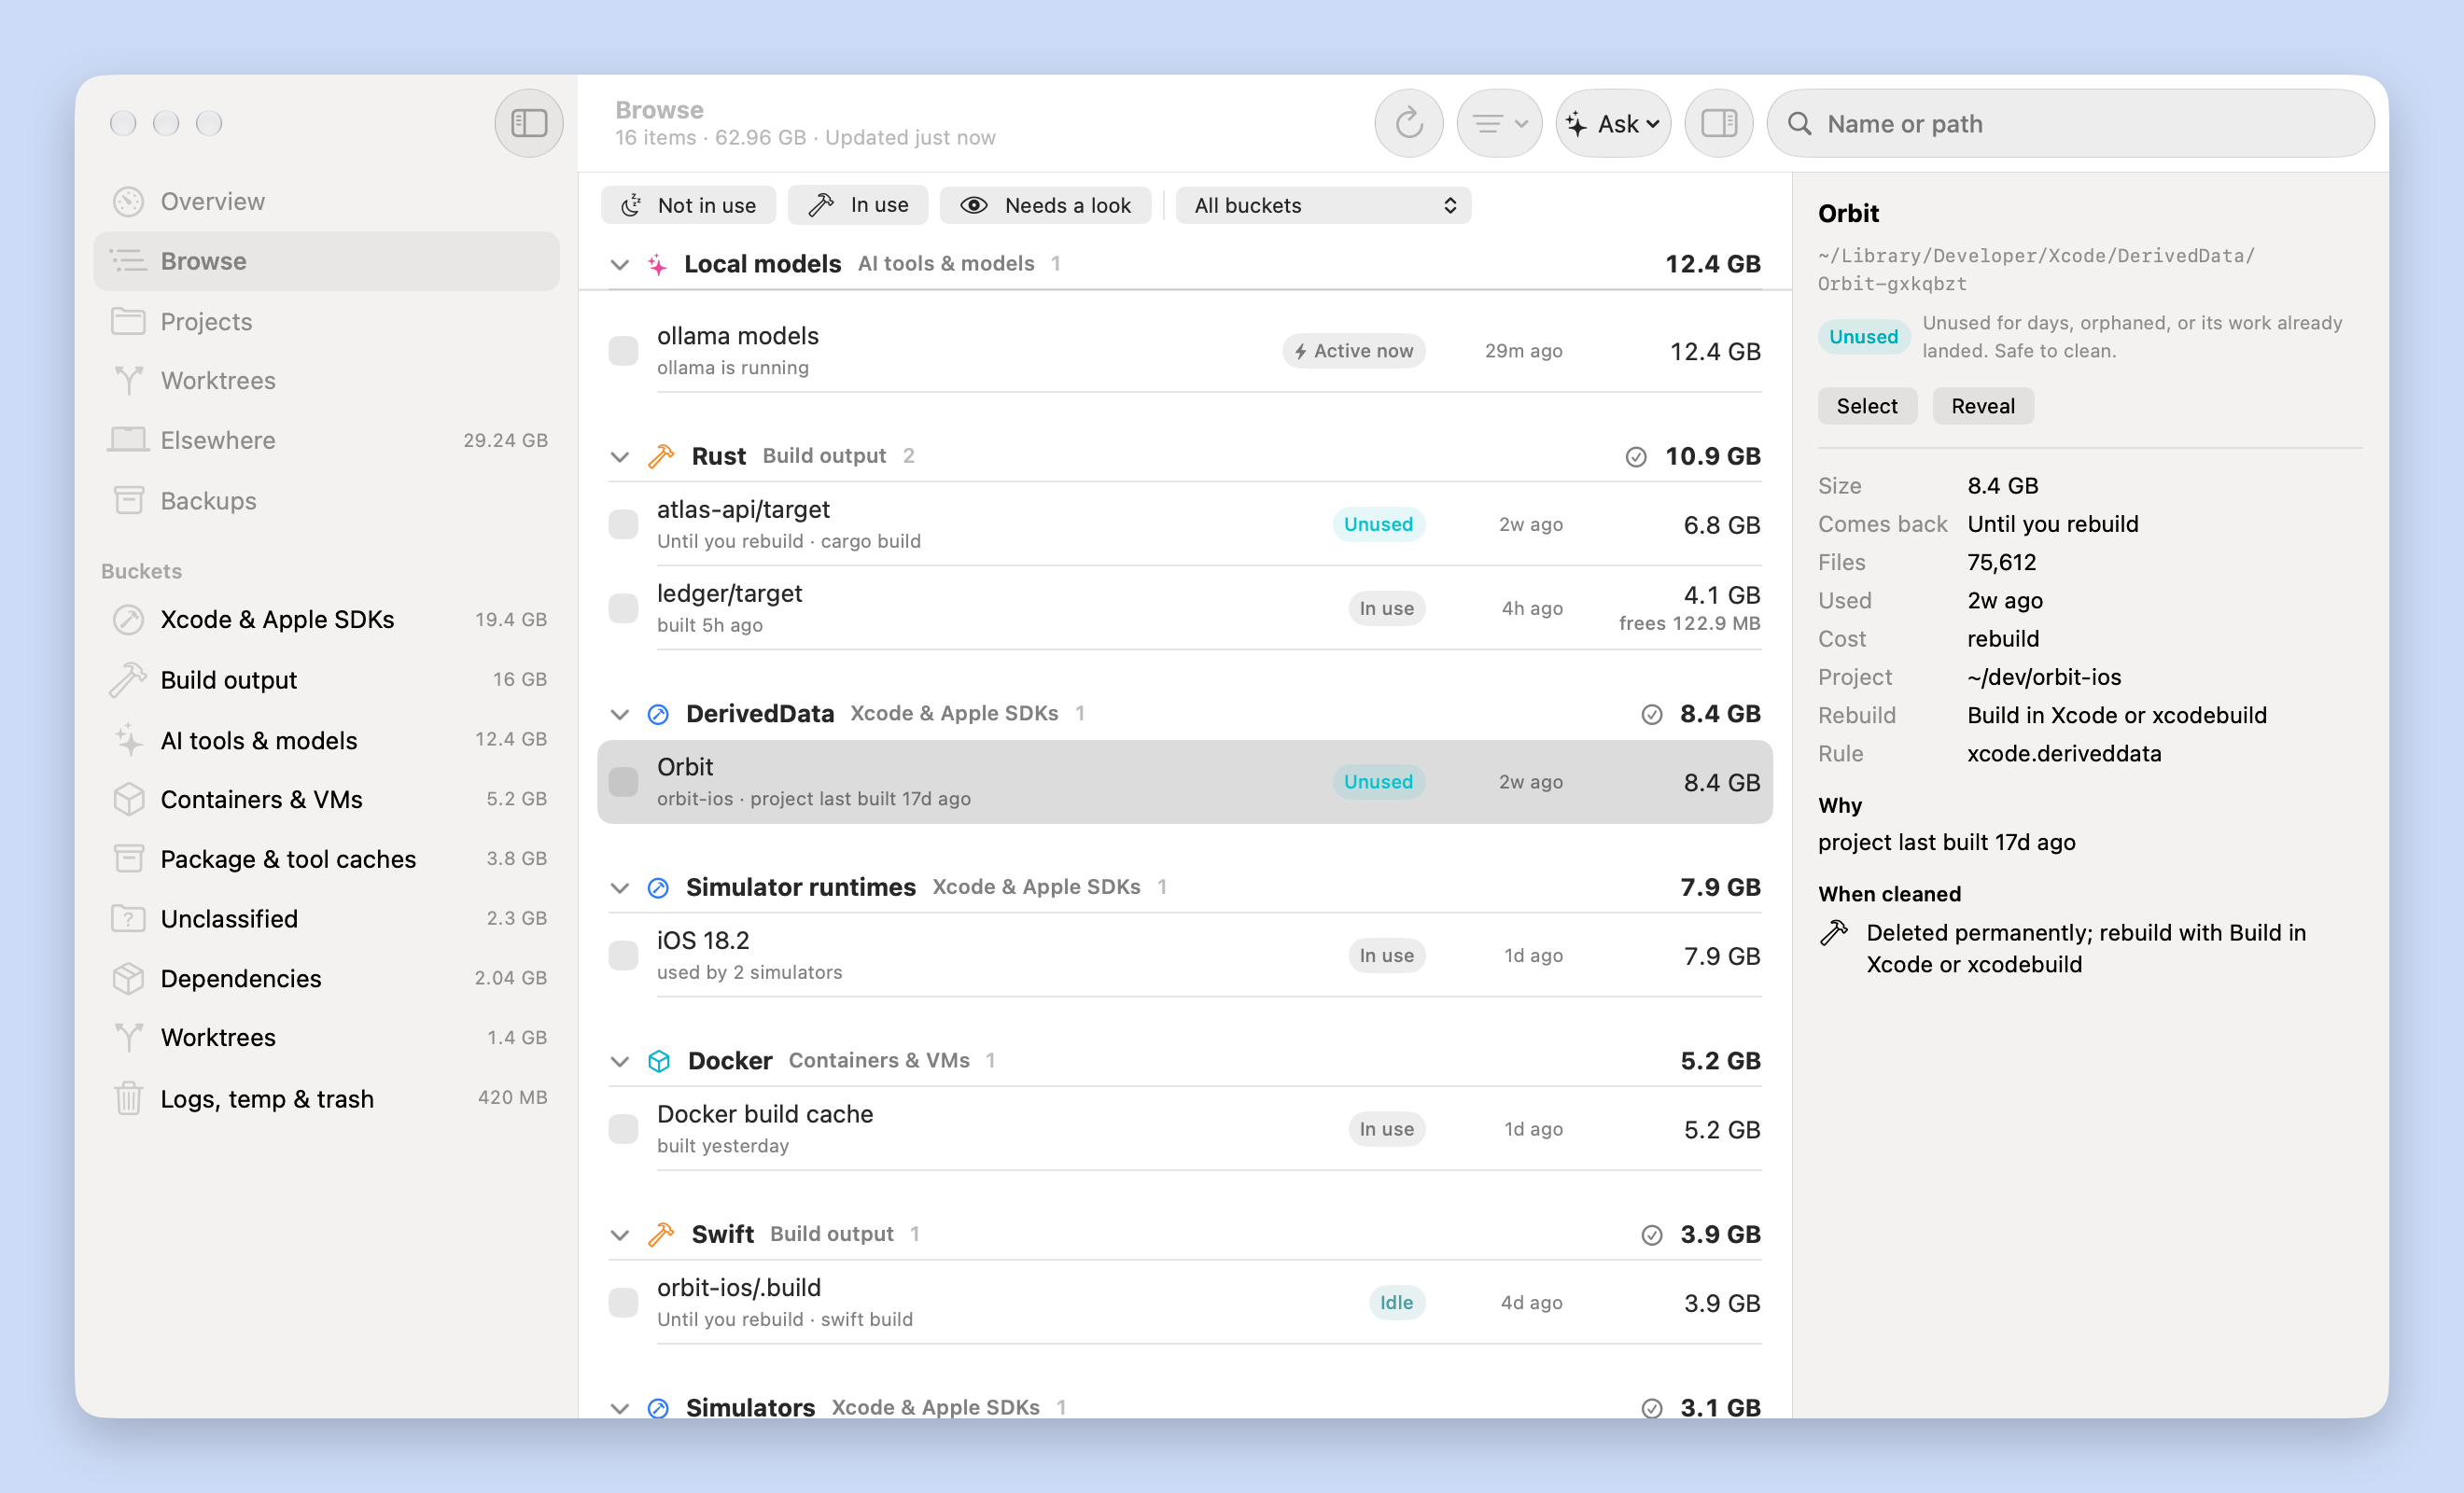 Browse
16 items · 62.96 GB · Updated just now
Ask
Name or path
Overview
Browse
Projects
Worktrees
Elsewhere 29.24 GB
Backups
Buckets
Xcode & Apple SDKs 19.4 GB
Build output 16 GB
AI tools & models 12.4 GB
Containers & VMs 5.2 GB
Package & tool caches 3.8 GB
Unclassified 2.3 GB
Dependencies 2.04 GB
Worktrees 1.4 GB
Logs, temp & trash 420 MB
Not in use In use Needs a look All buckets
Local models AI tools & models 1 12.4 GB
ollama models Active now 29m ago 12.4 GB
ollama is running
Rust Build output 2 10.9 GB
atlas-api/target Unused 2w ago 6.8 GB
Until you rebuild · cargo build
ledger/target In use 4h ago 4.1 GB
built 5h ago frees 122.9 MB
DerivedData Xcode & Apple SDKs 1 8.4 GB
Orbit Unused 2w ago 8.4 GB
orbit-ios · project last built 17d ago
Simulator runtimes Xcode & Apple SDKs 1 7.9 GB
iOS 18.2 In use 1d ago 7.9 GB
used by 2 simulators
Docker Containers & VMs 1 5.2 GB
Docker build cache In use 1d ago 5.2 GB
built yesterday
Swift Build output 1 3.9 GB
orbit-ios/.build Idle 4d ago 3.9 GB
Until you rebuild · swift build
Simulators Xcode & Apple SDKs 1 3.1 GB
Orbit
~/Library/Developer/Xcode/DerivedData/
Orbit-gxkqbzt
Unused Unused for days, orphaned, or its work already
landed. Safe to clean.
Select Reveal
Size 8.4 GB
Comes back Until you rebuild
Files 75,612
Used 2w ago
Cost rebuild
Project ~/dev/orbit-ios
Rebuild Build in Xcode or xcodebuild
Rule xcode.deriveddata
Why
project last built 17d ago
When cleaned
Deleted permanently; rebuild with Build in
Xcode or xcodebuild